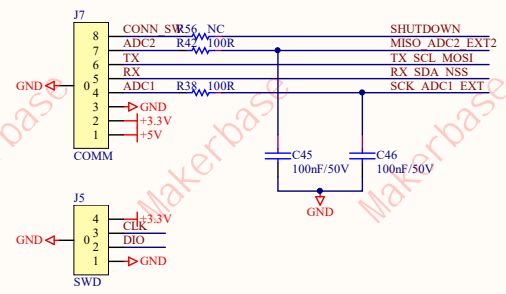 J7
CONN_SW R56 NC SHUTDOWN
8
ADC2 R42 100R MISO_ADC2_EXT2
7
TX TX_SCL_MOSI
6
RX RX_SDA_NSS
5
GND 0 ADC1 R38 100R SCK_ADC1_EXT
4
3 GND
2 +3.3V
1 +5V
COMM
C45 C46
100nF/50V 100nF/50V
GND
J5
4 +3.3V
3 CLK
GND 0
2 DIO
1 GND
SWD
Makerbase
Makerbase